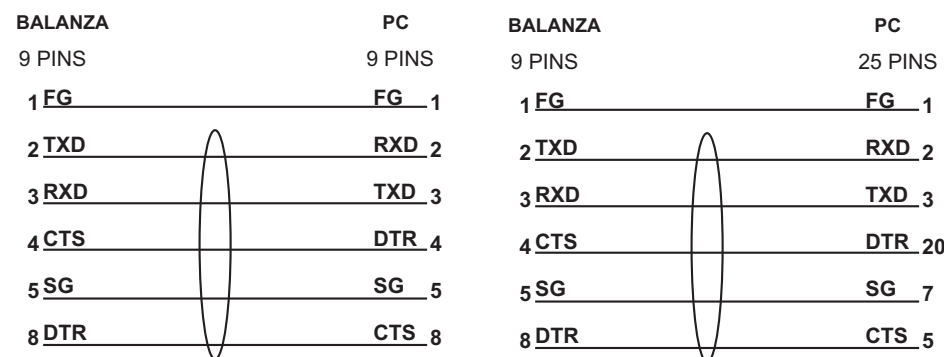 BALANZA PC
9 PINS 9 PINS
1 FG FG 1
2 TXD RXD 2
3 RXD TXD 3
4 CTS DTR 4
5 SG SG 5
8 DTR CTS 8
BALANZA PC
9 PINS 25 PINS
1 FG FG 1
2 TXD RXD 2
3 RXD TXD 3
4 CTS DTR 20
5 SG SG 7
8 DTR CTS 5